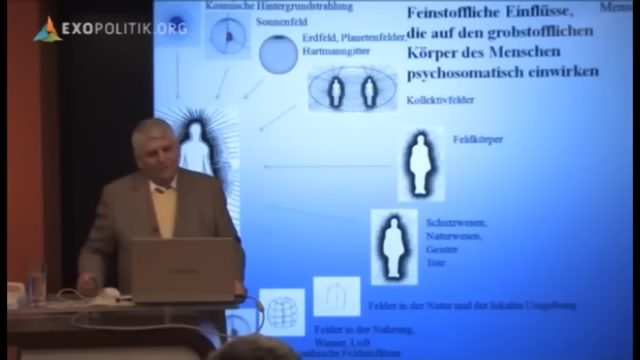 EXOPOLITIK.ORG
Kosmische Hintergrundstrahlung
Sonnenfeld
Erdfeld, Planetenfelder,
Hartmanngitter
Feinstoffliche Einflüsse,
die auf den grobstofflichen
Körper des Menschen
psychosomatisch einwirken
Kollektivfelder
Feldkörper
Schutzwesen,
Naturwesen,
Geister
Tote
Felder in der Natur und der lokalen Umgebung
Felder in der Nahrung,
Wasser, Luft